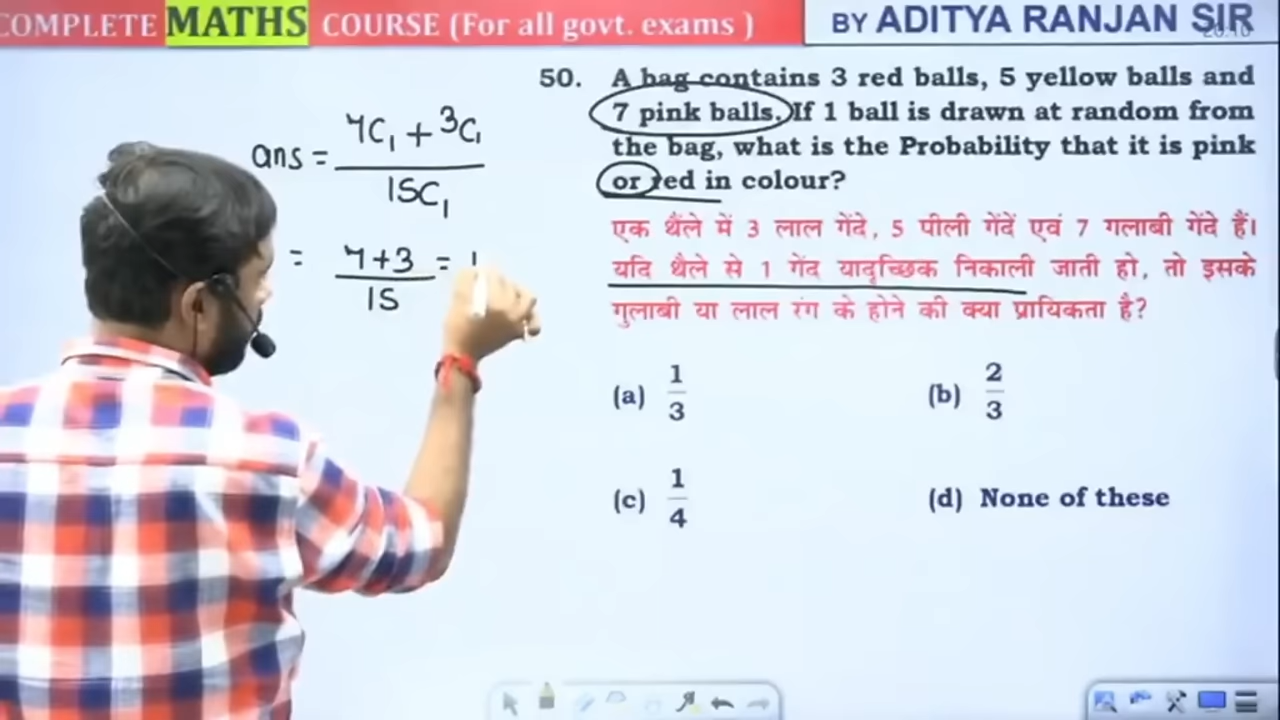 COMPLETE MATHS COURSE (For all govt. exams )
BY ADITYA RANJAN SIR
50. A bag contains 3 red balls, 5 yellow balls and
7 pink balls. If 1 ball is drawn at random from
the bag, what is the Probability that it is pink
or red in colour?
एक थैंले में 3 लाल गेंदे, 5 पीली गेंदें एवं 7 गलाबी गेंदे हैं।
यदि थैले से 1 गेंद यादृच्छिक निकाली जाती हो, तो इसके
गुलाबी या लाल रंग के होने की क्या प्रायिकता है?
(a) 1/3
(b) 2/3
(c) 1/4
(d) None of these
ans = 7C₁ + ³C₁
15C₁
= 7+3 = 1
15